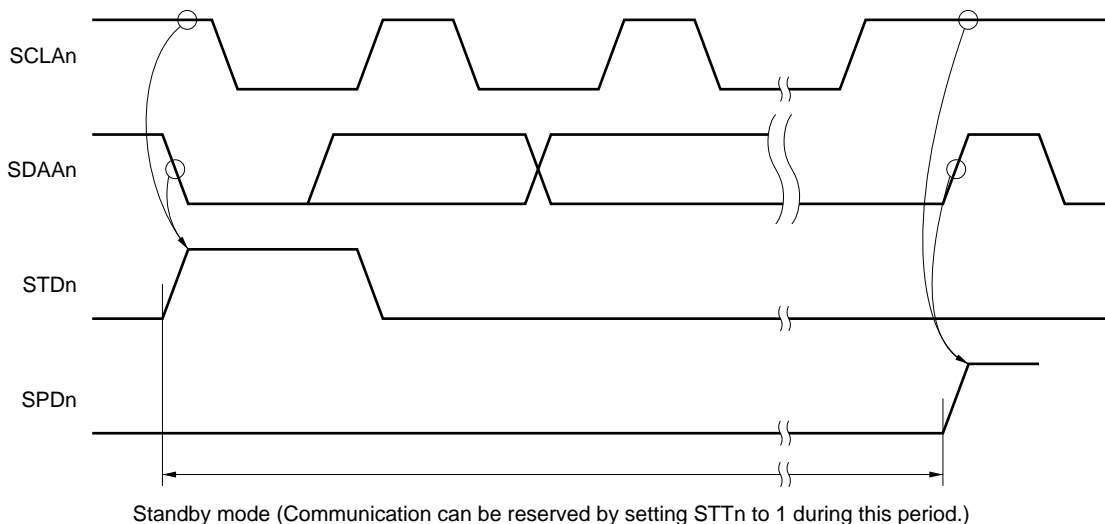 SCLAn
SDAAn
STDn
SPDn
Standby mode (Communication can be reserved by setting STTn to 1 during this period.)